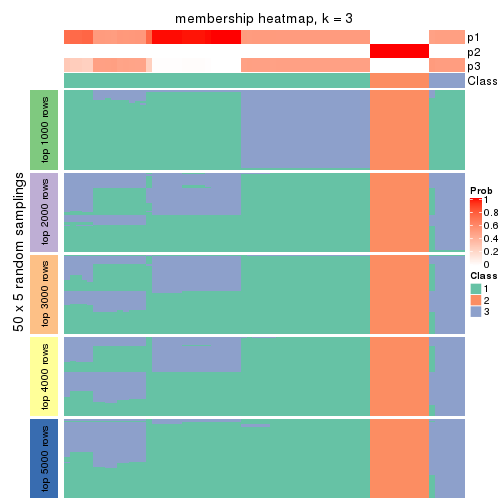 membership heatmap, k = 3
p1
p2
p3
Class
50 x 5 random samplings
top 1000 rows
top 2000 rows
top 3000 rows
top 4000 rows
top 5000 rows
Prob
1
0.8
0.6
0.4
0.2
0
Class
1
2
3